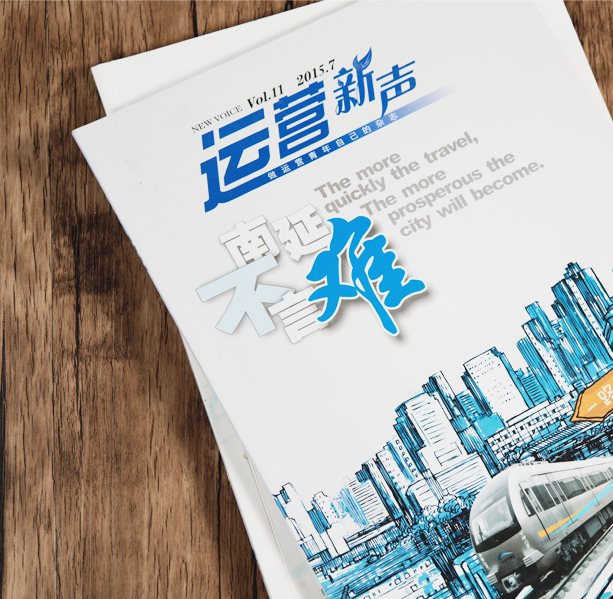 NEW VOICE Vol.11 2015.7
运营新声
做运营青年自己的杂志
The more
quickly the travel,
The more
prosperous the
city will become.
南延
不言难
一路